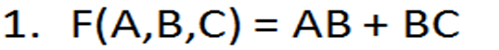 1. F(A,B,C) = AB + BC